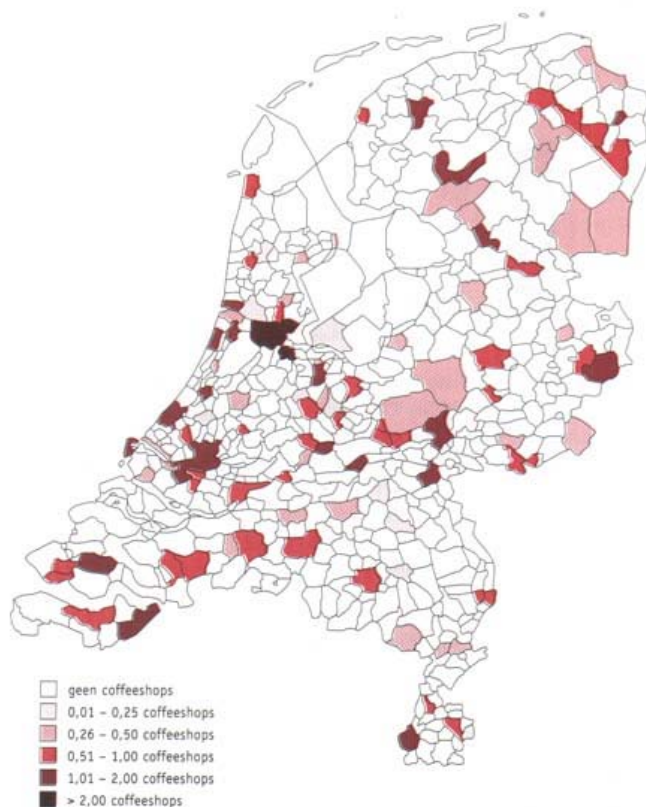 geen coffeeshops
0,01 – 0,25 coffeeshops
0,26 – 0,50 coffeeshops
0,51 – 1,00 coffeeshops
1,01 – 2,00 coffeeshops
> 2,00 coffeeshops